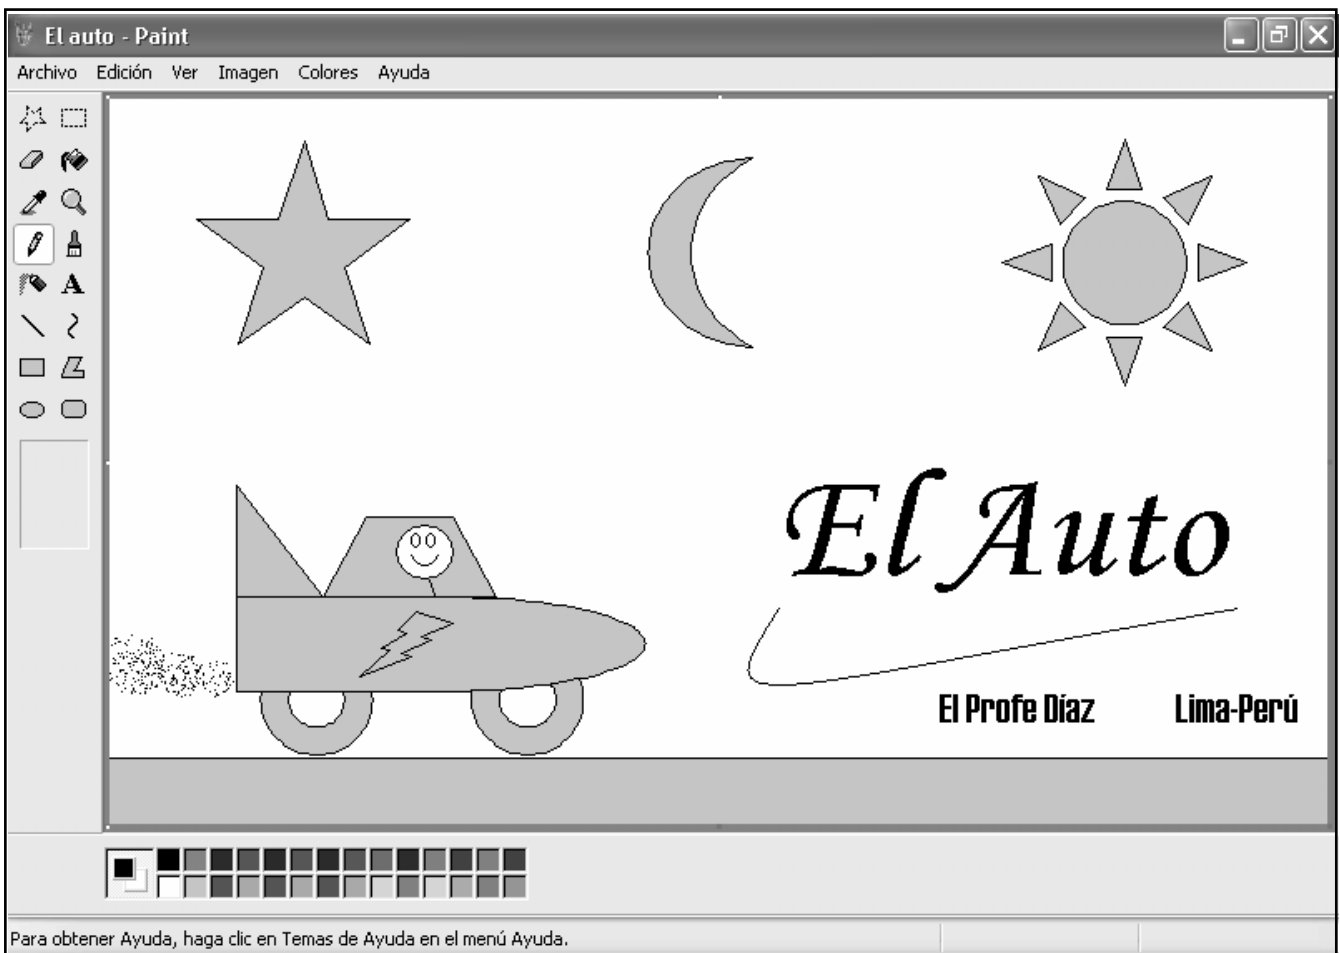 El auto - Paint
Archivo Edición Ver Imagen Colores Ayuda
A
El Auto
El Profe Díaz Lima-Perú
Para obtener Ayuda, haga clic en Temas de Ayuda en el menú Ayuda.